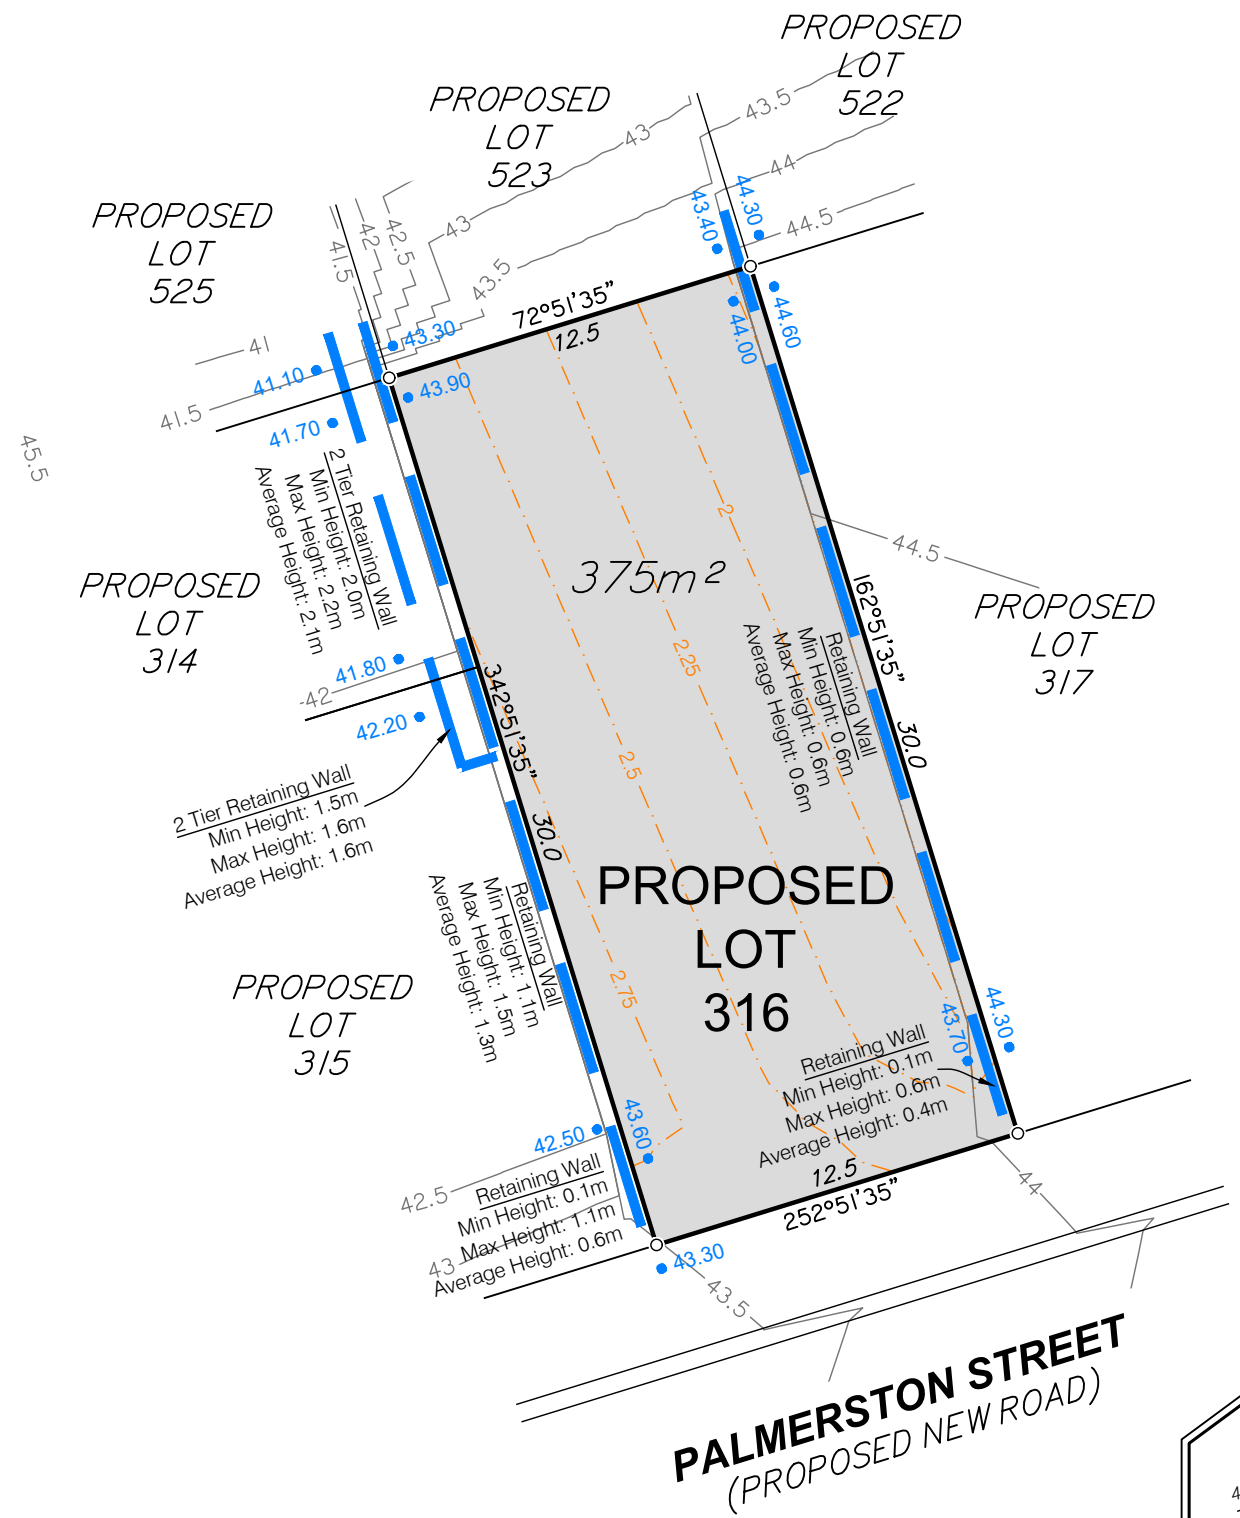 PROPOSED
LOT
522
PROPOSED
LOT
523
PROPOSED
LOT
525
43.5
43
44
44.5
43
42.5
42
41.5
43.5
43.40
44.30
44.60
44.00
72°51'35"
12.5
41
41.5
41.10
41.70
43.30
43.90
45.5
2 Tier Retaining Wall
Min Height: 2.0m
Max Height: 2.2m
Average Height: 2.1m
2
2.25
2.5
2.75
375m²
44.5
162°51'35"
30.0
PROPOSED
LOT
314
PROPOSED
LOT
317
Retaining Wall
Min Height: 0.6m
Max Height: 0.6m
Average Height: 0.6m
41.80
42
42.20
342°51'35"
30.0
2 Tier Retaining Wall
Min Height: 1.5m
Max Height: 1.6m
Average Height: 1.6m
PROPOSED
LOT
316
Retaining Wall
Min Height: 1.1m
Max Height: 1.5m
Average Height: 1.3m
PROPOSED
LOT
315
43.70
44.30
Retaining Wall
Min Height: 0.1m
Max Height: 0.6m
Average Height: 0.4m
42.50
43.60
42.5
43
Retaining Wall
Min Height: 0.1m
Max Height: 1.1m
Average Height: 0.6m
12.5
252°51'35"
44
43.30
43.5
PALMERSTON STREET
(PROPOSED NEW ROAD)
4